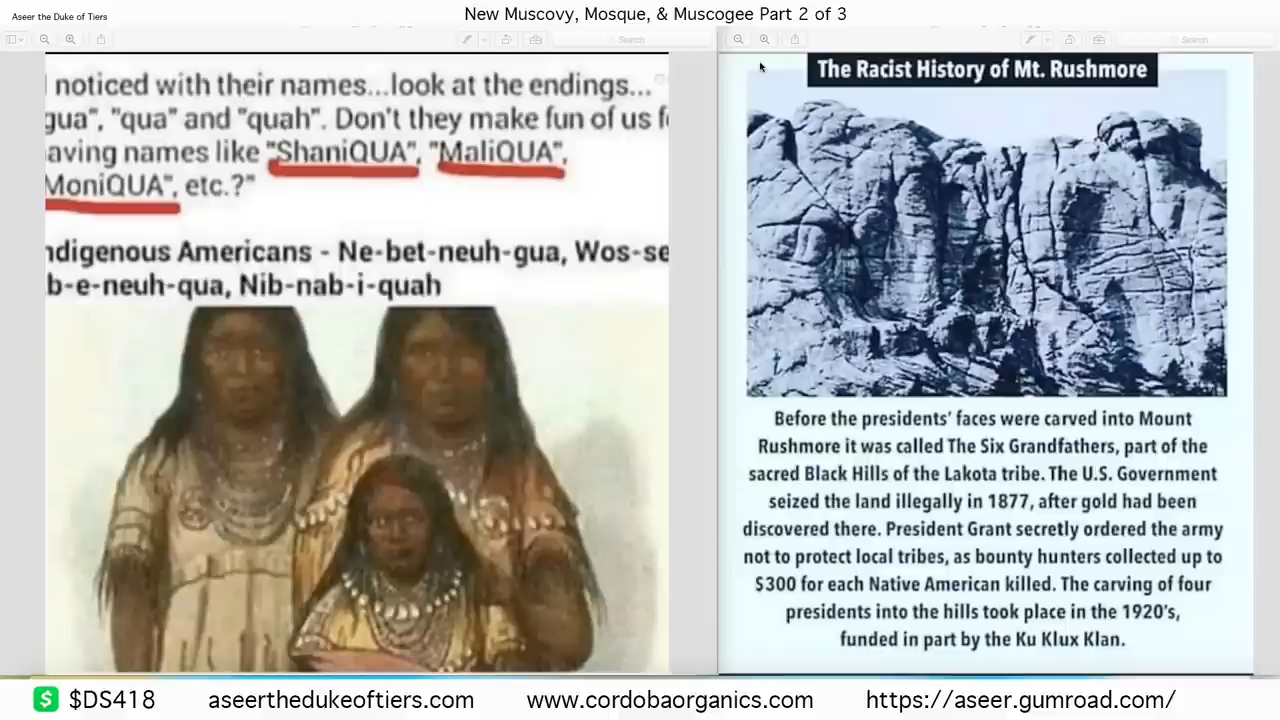 Aseer the Duke of Tiers
New Muscovy, Mosque, & Muscogee Part 2 of 3
Search
Search
I noticed with their names...look at the endings...
gua", "qua" and "quah". Don't they make fun of us f
aving names like "ShaniQUA", "MaliQUA",
MoniQUA", etc.?"
ndigenous Americans - Ne-bet-neuh-gua, Wos-se
b-e-neuh-qua, Nib-nab-i-quah
The Racist History of Mt. Rushmore
Before the presidents' faces were carved into Mount
Rushmore it was called The Six Grandfathers, part of the
sacred Black Hills of the Lakota tribe. The U.S. Government
seized the land illegally in 1877, after gold had been
discovered there. President Grant secretly ordered the army
not to protect local tribes, as bounty hunters collected up to
$300 for each Native American killed. The carving of four
presidents into the hills took place in the 1920's,
funded in part by the Ku Klux Klan.
$DS418 aseerthedukeoftiers.com www.cordobaorganics.com https://aseer.gumroad.com/